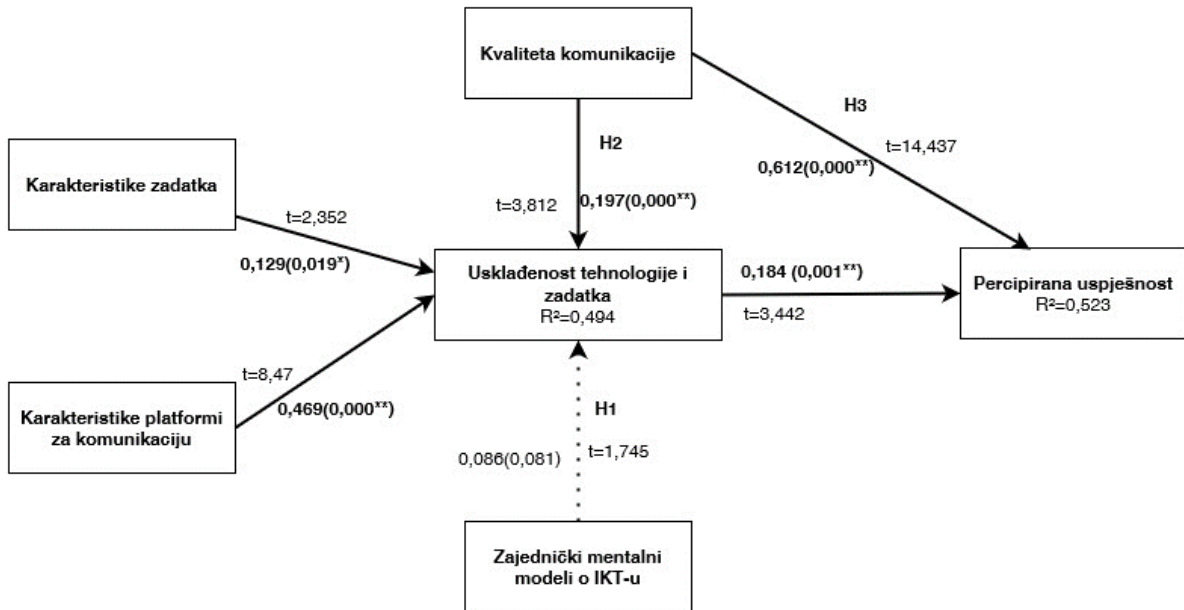 Kvaliteta komunikacije
H3
t=14,437
0,612(0,000**)
H2
t=3,812
0,197(0,000**)
Karakteristike zadatka
t=2,352
0,129(0,019*)
Usklađenost tehnologije i
zadatka
R²=0,494
0,184 (0,001**)
t=3,442
Percipirana uspješnost
R²=0,523
t=8,47
0,469(0,000**)
Karakteristike platformi
za komunikaciju
H1
t=1,745
0,086(0,081)
Zajednički mentalni
modeli o IKT-u